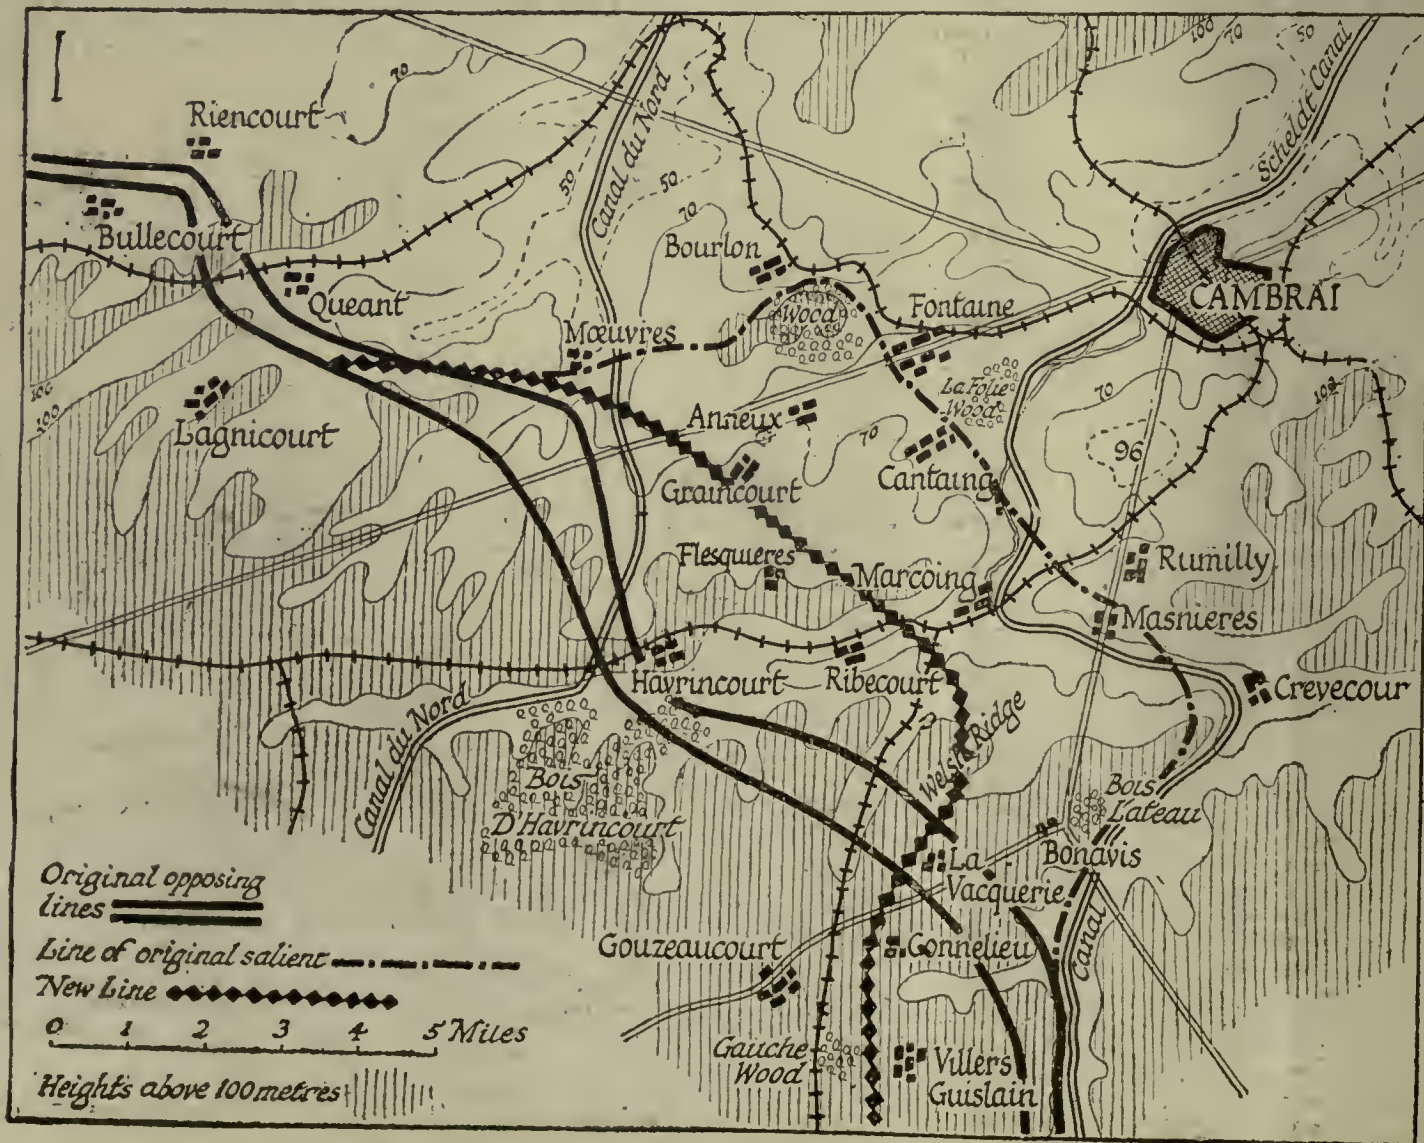 Riencourt
70
100
70
50
Scheldt Canal
Canal du Nord
50
50
70
Bullecourt
Bourlon
Queant
CAMBRAI
Wood
Fontaine
Mœuvres
La Folie
Wood
100
100
70
100
Lagnicourt
Anneux
70
96
Cantaing
Graincourt
Flesquieres
Marcoing
Rumilly
Masnieres
Havrincourt
Ribecourt
Crevecour
Canal du Nord
Welsh Ridge
Bois
D'Havrincourt
Bois
Lateau
Bonavis
La
Vacquerie
Canal
Gouzeaucourt
Gonnelieu
Gauche
Wood
Villers
Guislain
Original opposing
lines
Line of original salient
New Line
0 1 2 3 4 5 Miles
Heights above 100 metres